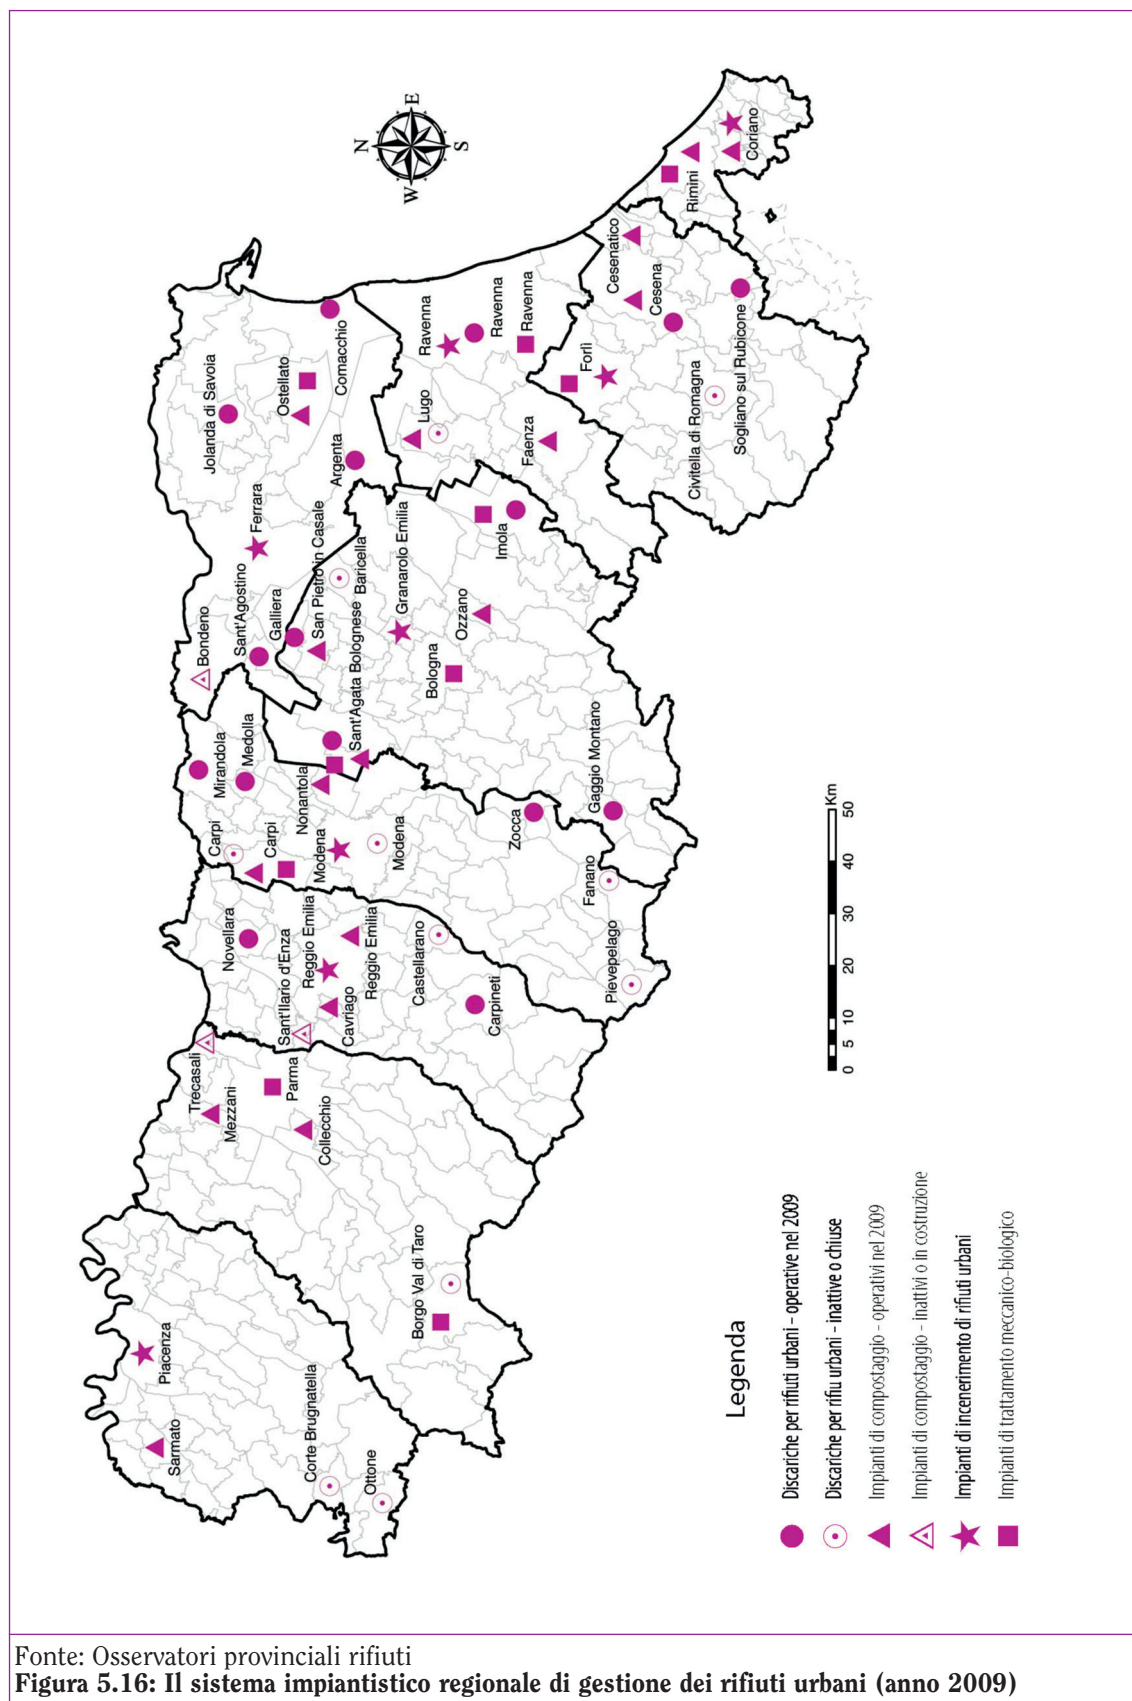 N
E
S
W
Piacenza
Sarmato
Corte Brugnatella
Ottone
Borgo Val di Taro
Trecasali
Mezzani
Parma
Collecchio
Sant'Ilario d'Enza
Cavriago
Reggio Emilia
Reggio Emilia
Novellara
Castellarano
Carpineti
Carpi
Carpi
Mirandola
Medolla
Nonantola
Modena
Modena
Zocca
Fanano
Pievepelago
Bondeno
Sant'Agostino
Galliera
Ferrara
San Pietro in Casale
Baricella
Sant'Agata Bolognese
Granarolo Emilia
Bologna
Ozzano
Imola
Gaggio Montano
Jolanda di Savoia
Ostellato
Comacchio
Argenta
Ravenna
Ravenna
Ravenna
Lugo
Faenza
Forlì
Cesenatico
Cesena
Civitella di Romagna
Sogliano sul Rubicone
Rimini
Coriano
0 5 10 20 30 40 50 Km
Legenda
Discariche per rifiuti urbani – operative nel 2009
Discariche per rifiu urbani – inattive o chiuse
Impianti di compostaggio - operativi nel 2009
Impianti di compostaggio - inattivi o in costruzione
Impianti di incenerimento di rifiuti urbani
Impianti di trattamento meccanico-biologico
Fonte: Osservatori provinciali rifiuti
Figura 5.16: Il sistema impiantistico regionale di gestione dei rifiuti urbani (anno 2009)